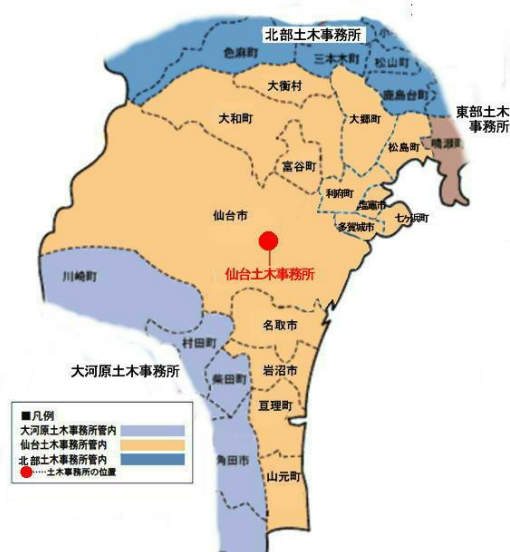 北部土木事務所
色麻町
三本木町
小
松山町
鹿島台町
東部土木
事務所
鳴瀬町
大衡村
大和町
大郷町
松島町
富谷町
利府町
塩竈市
七ヶ浜町
多賀城市
仙台市
仙台土木事務所
川崎町
名取市
村田町
大河原土木事務所
岩沼市
柴田町
亘理町
角田市
山元町
■凡例
大河原土木事務所管内
仙台土木事務所管内
北部土木事務所管内
……土木事務所の位置